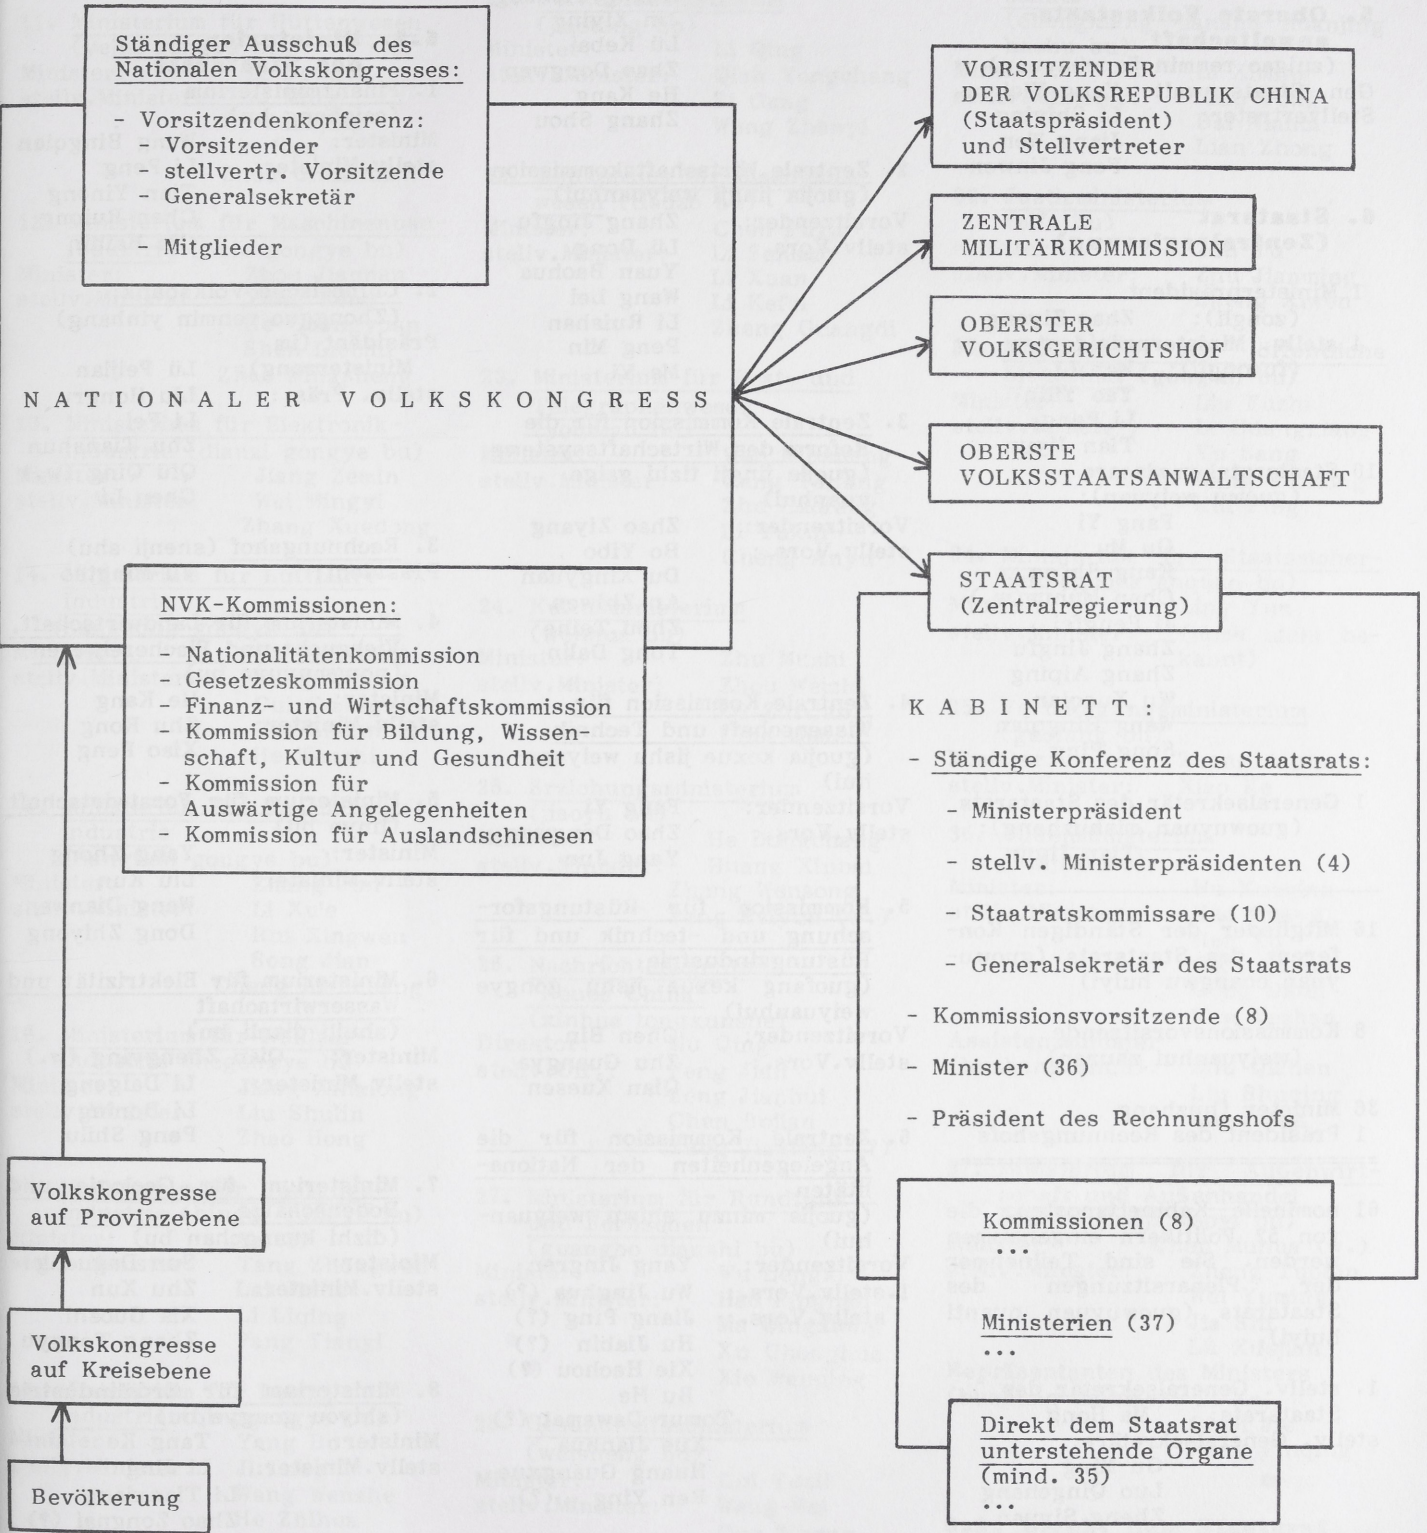 Ständiger Ausschuß des
Nationalen Volkskongresses:
- Vorsitzendenkonferenz:
- Vorsitzender
- stellvertr. Vorsitzende
- Generalsekretär
- Mitglieder
NATIONALER VOLKSKONGRESS
NVK-Kommissionen:
- Nationalitätenkommission
- Gesetzeskommission
- Finanz- und Wirtschaftskommission
- Kommission für Bildung, Wissen-
schaft, Kultur und Gesundheit
- Kommission für
Auswärtige Angelegenheiten
- Kommission für Auslandschinesen
Volkskongresse
auf Provinzebene
Volkskongresse
auf Kreisebene
Bevölkerung
VORSITZENDER
DER VOLKSREPUBLIK CHINA
(Staatspräsident)
und Stellvertreter
ZENTRALE
MILITÄRKOMMISSION
OBERSTER
VOLKSGERICHTSHOF
OBERSTE
VOLKSSTAATSANWALTSCHAFT
STAATSRAT
(Zentralregierung)
KABINETT:
- Ständige Konferenz des Staatsrats:
- Ministerpräsident
- stellv. Ministerpräsidenten (4)
- Staatratskommissare (10)
- Generalsekretär des Staatsrats
- Kommissionsvorsitzende (8)
- Minister (36)
- Präsident des Rechnungshofs
Kommissionen (8)
...
Ministerien (37)
...
Direkt dem Staatsrat
unterstehende Organe
(mind. 35)
...